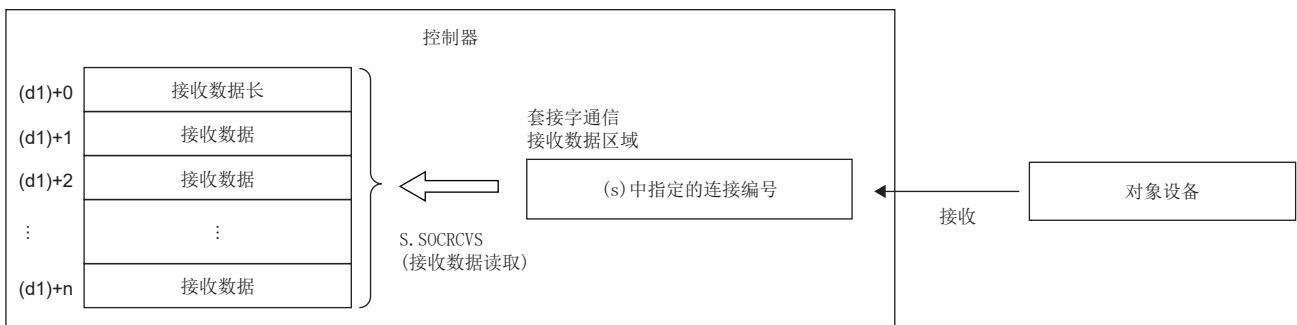 控制器
(d1)+0 接收数据长
(d1)+1 接收数据
(d1)+2 接收数据
⋮ ⋮
(d1)+n 接收数据
S.SOCRCVS
(接收数据读取)
套接字通信
接收数据区域
(s)中指定的连接编号
接收
对象设备